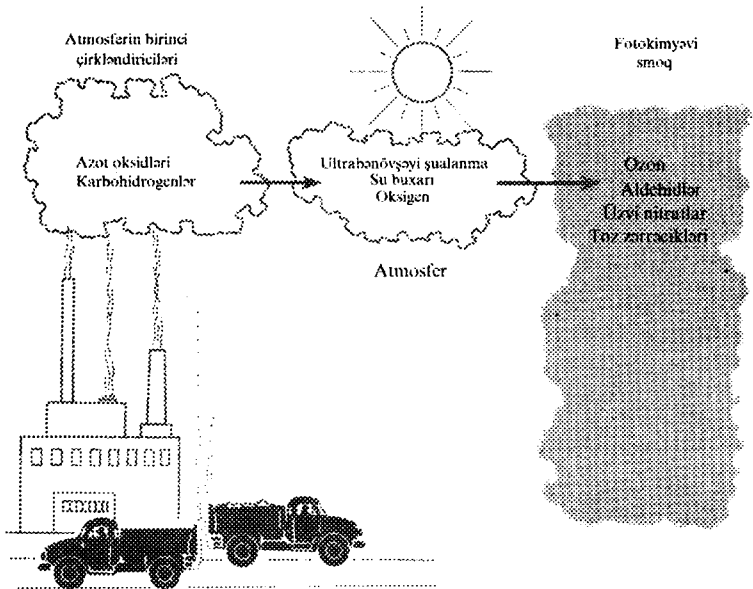 Atmosferin birinci
çirkləndiriciləri
Azot oksidləri
Karbohidrogenlər
Ultrabənövşəyi şualanma
Su buxarı
Oksigen
Atmosfer
Fotokimyəvi
smoq
Ozon
Aldehidlər
Üzvi nitratlar
Toz zərrəcikləri